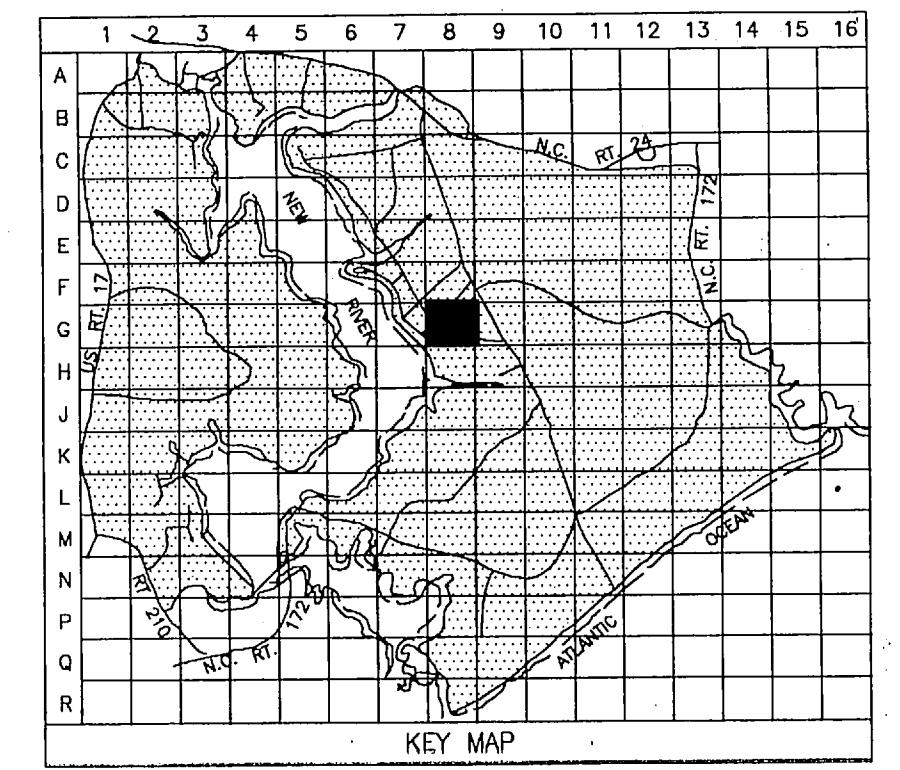 1 2 3 4 5 6 7 8 9 10 11 12 13 14 15 16
A
B
C
N.C. RT. 24
D
NEW
N.C. RT. 172
E
F
US RT. 17
RIVER
G
H
J
K
L
M
OCEAN
N
RT 210
P
N.C. RT. 172
ATLANTIC
Q
R
KEY MAP